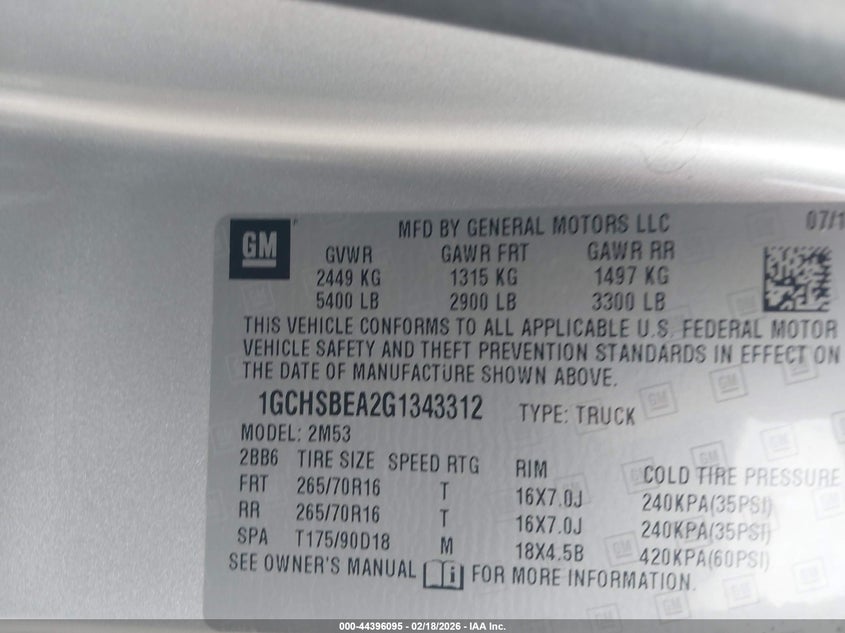 GM
MFD BY GENERAL MOTORS LLC 07/1
GVWR GAWR FRT GAWR RR
2449 KG 1315 KG 1497 KG
5400 LB 2900 LB 3300 LB
THIS VEHICLE CONFORMS TO ALL APPLICABLE U.S. FEDERAL MOTOR
VEHICLE SAFETY AND THEFT PREVENTION STANDARDS IN EFFECT ON
THE DATE OF MANUFACTURE SHOWN ABOVE.
1GCHSBEA2G1343312 TYPE: TRUCK
MODEL: 2M53
2BB6 TIRE SIZE SPEED RTG RIM COLD TIRE PRESSURE
FRT 265/70R16 T 16X7.0J 240KPA(35PSI)
RR 265/70R16 T 16X7.0J 240KPA(35PSI)
SPA T175/90D18 M 18X4.5B 420KPA(60PSI)
SEE OWNER'S MANUAL i FOR MORE INFORMATION.
000-44396095 - 02/18/2026 - IAA Inc.